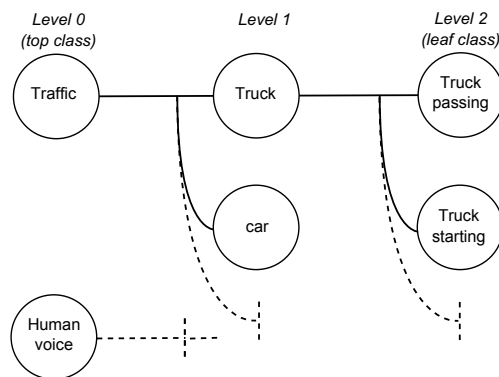 Level 0
(top class)
Level 1
Level 2
(leaf class)
Traffic
Truck
Truck
passing
car
Truck
starting
Human
voice